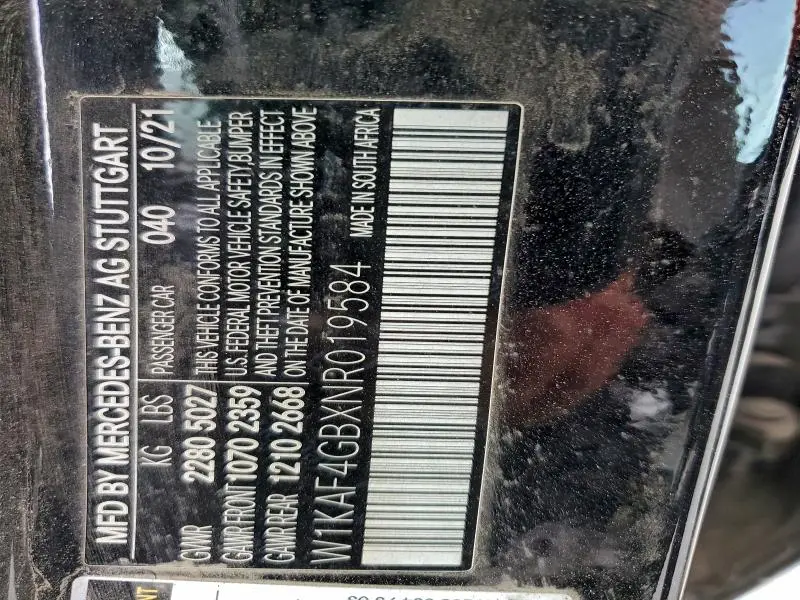 MFD BY MERCEDES-BENZ AG STUTTGART
KG LBS PASSENGER CAR 040 10/21
GVWR 2280 5027 THIS VEHICLE CONFORMS TO ALL APPLICABLE
GAWR FRONT 1070 2359 U.S. FEDERAL MOTOR VEHICLE SAFETY BUMPER
GAWR REAR 1210 2668 AND THEFT PREVENTION STANDARDS IN EFFECT
ON THE DATE OF MANUFACTURE SHOWN ABOVE
W1KAF4GBXNR019584 MADE IN SOUTH AFRICA